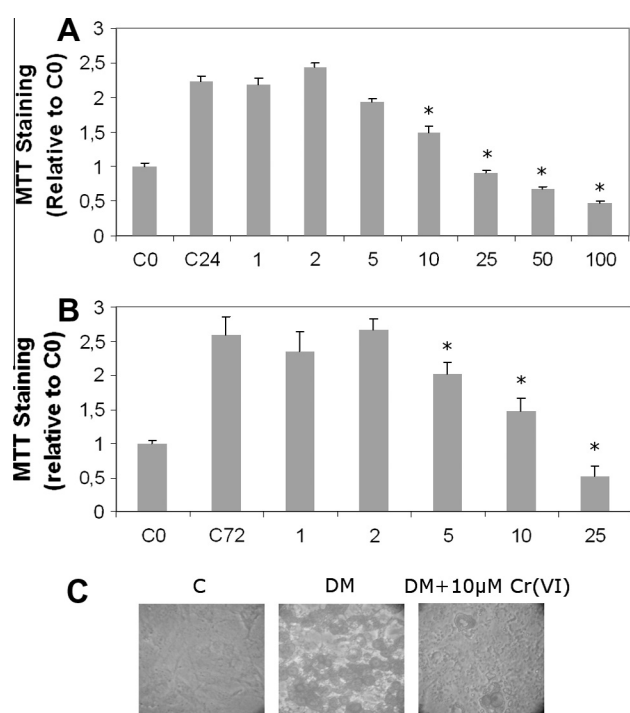 A
MTT Staining
(Relative to C0)
3
2,5
2
1,5
1
0,5
0
*
*
*
*
C0 C24 1 2 5 10 25 50 100
B
MTT Staining
(relative to C0)
3
2,5
2
1,5
1
0,5
0
*
*
*
C0 C72 1 2 5 10 25
C
C DM DM+10µM Cr(VI)